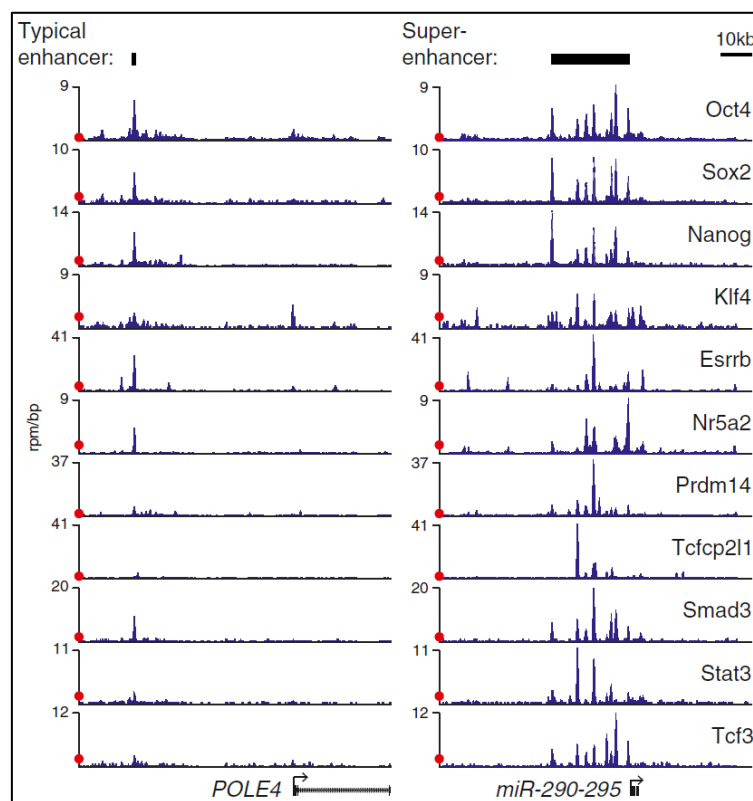 Typical enhancer:
Super-enhancer:
10kb
9
9
Oct4
10
10
Sox2
14
14
Nanog
9
9
Klf4
41
41
Esrrb
9
9
Nr5a2
37
37
Prdm14
41
41
Tcfcp2l1
20
20
Smad3
11
11
Stat3
12
12
Tcf3
rpm/bp
POLE4
miR-290-295